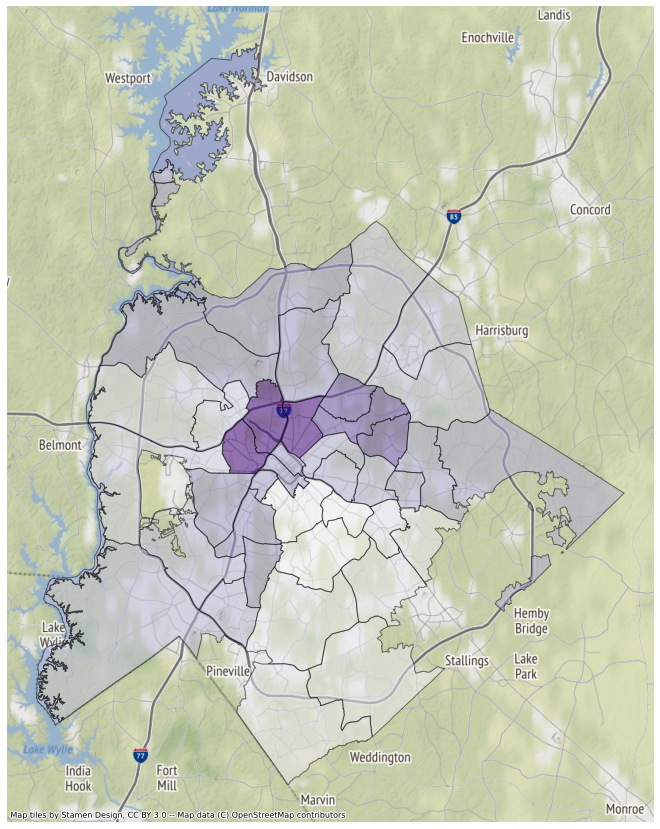 Lake Norman
Landis
Enochville
Westport
Davidson
Concord
85
Harrisburg
77
Belmont
Hemby
Bridge
Lake
Wylie
Stallings
Lake
Park
Pineville
Lake Wylie
77
Weddington
India
Hook
Fort
Mill
Marvin
Monroe
Map tiles by Stamen Design, CC BY 3.0 -- Map data (C) OpenStreetMap contributors